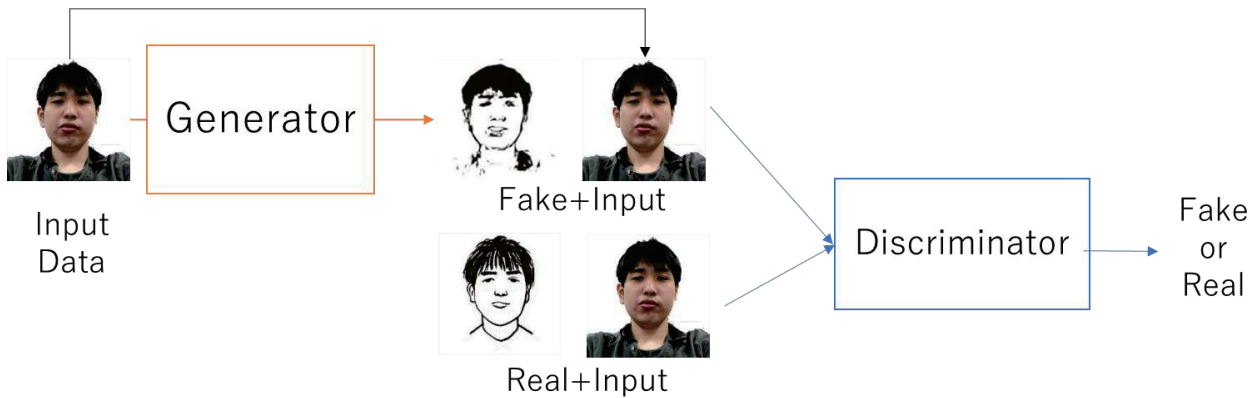 Generator
Input
Data
Fake+Input
Real+Input
Discriminator
Fake
or
Real